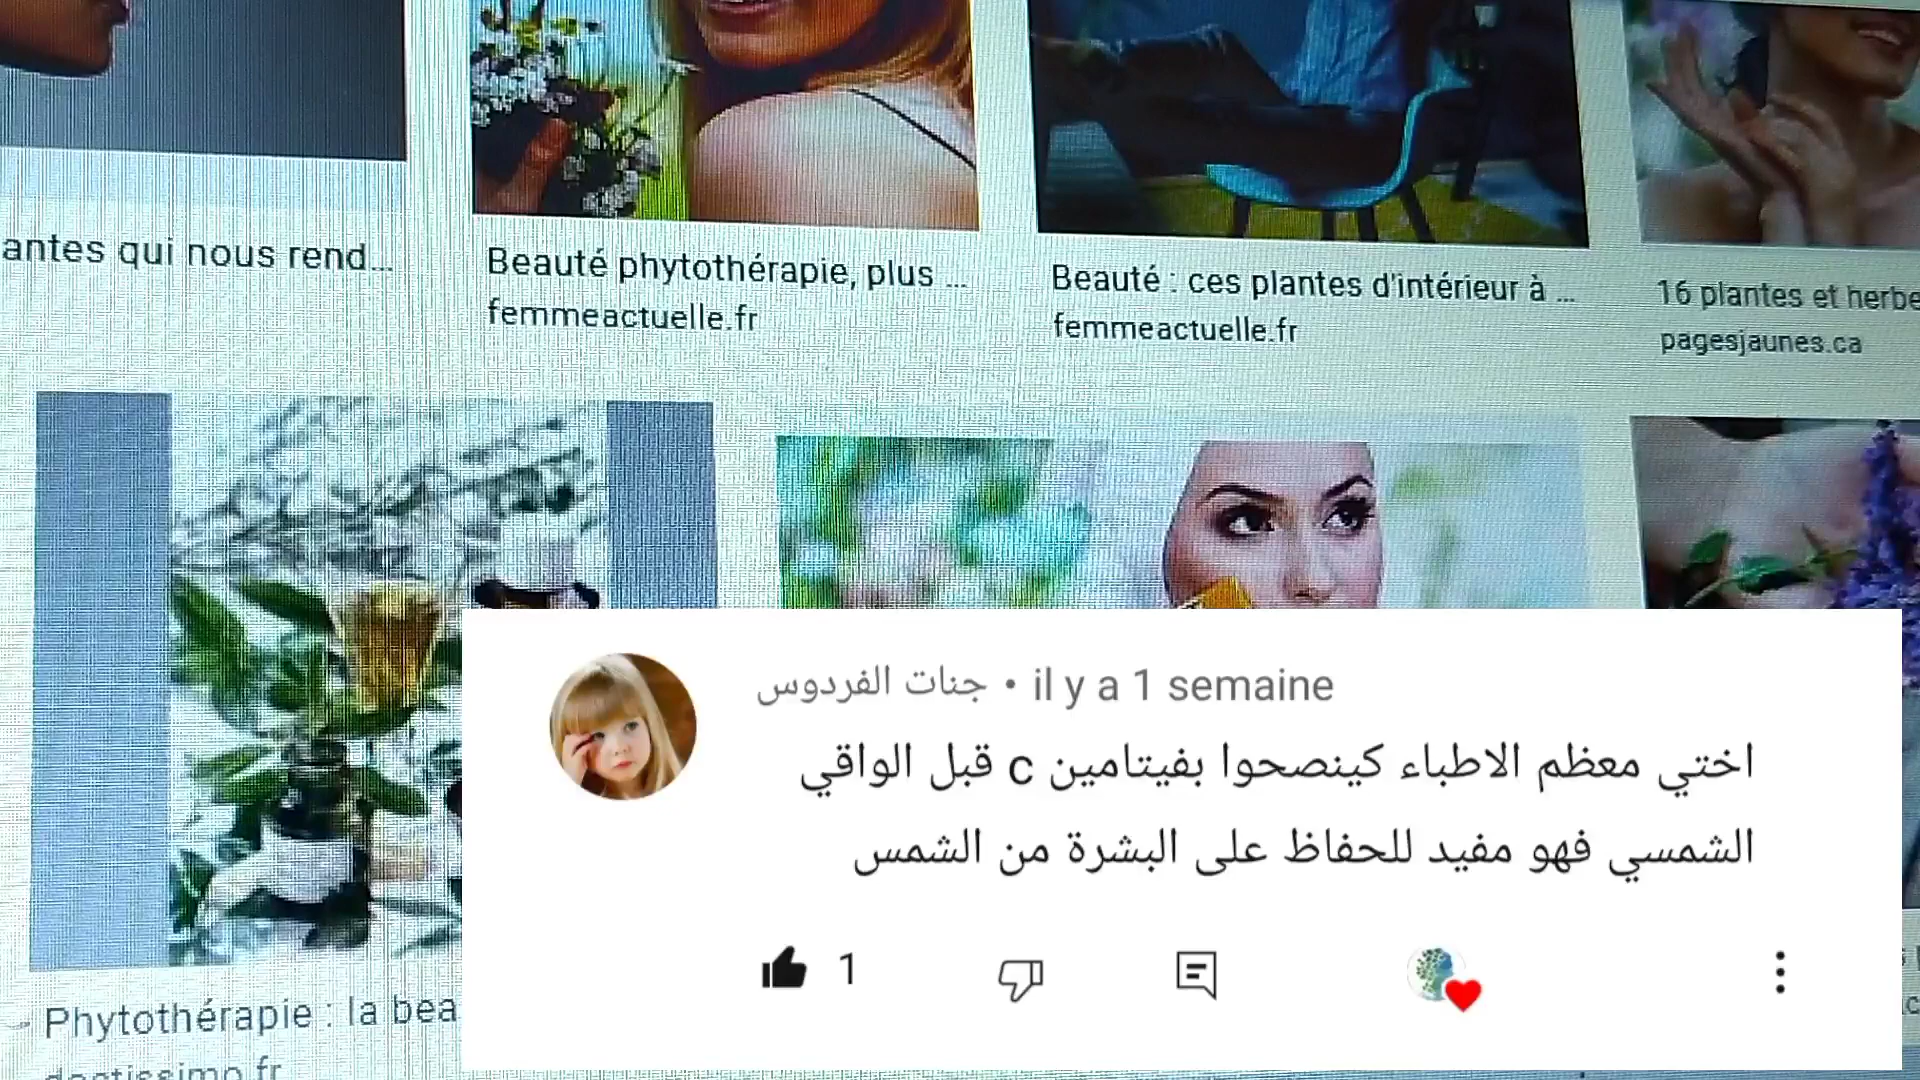 antes qui nous rend...
Beauté phytothérapie, plus ...
femmeactuelle.fr
Beauté : ces plantes d'intérieur à ...
femmeactuelle.fr
16 plantes et herbe
pagesjaunes.ca
جنات الفردوس • il y a 1 semaine
اختي معظم الاطباء كينصحوا بفيتامين c قبل الواقي
الشمسي فهو مفيد للحفاظ على البشرة من الشمس
1
Phytothérapie : la bea
doctissimo.fr